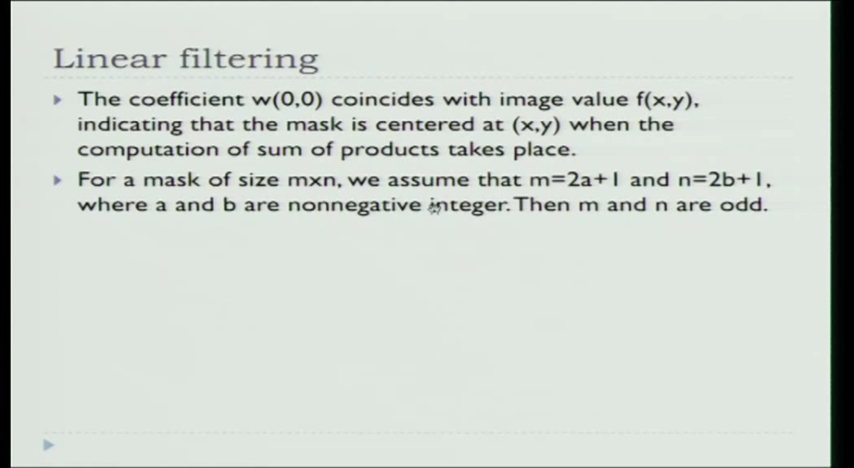 Linear filtering
The coefficient w(0,0) coincides with image value f(x,y),
indicating that the mask is centered at (x,y) when the
computation of sum of products takes place.
For a mask of size mxn, we assume that m=2a+1 and n=2b+1,
where a and b are nonnegative integer. Then m and n are odd.